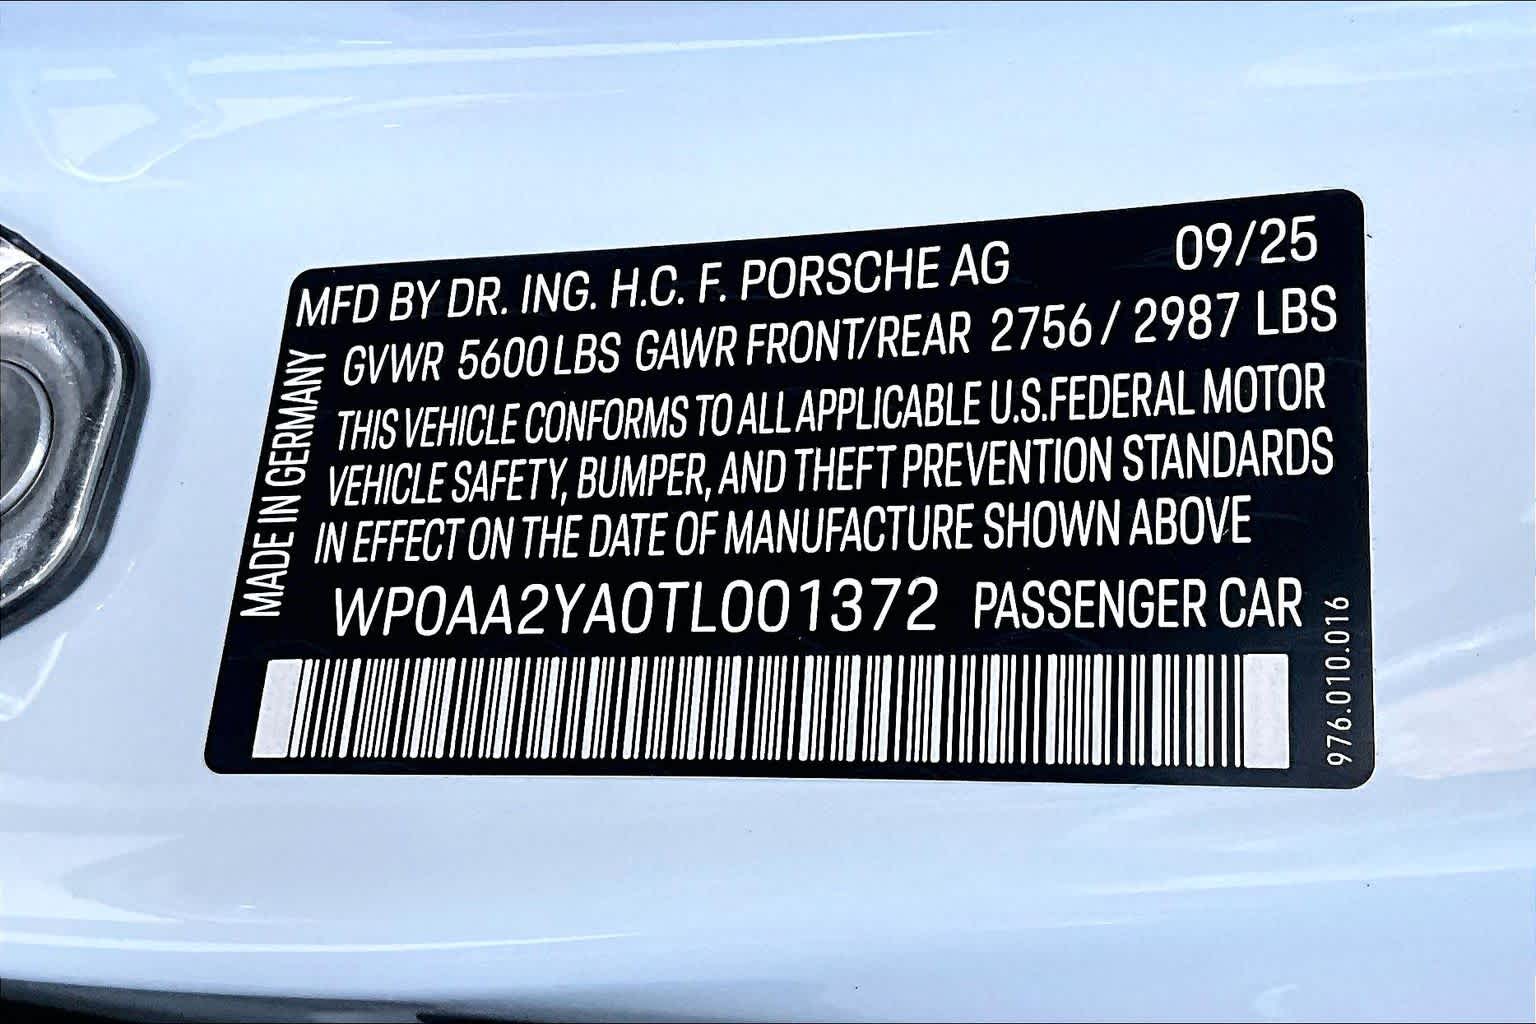 MFD BY DR. ING. H.C. F. PORSCHE AG 09/25
GVWR 5600 LBS GAWR FRONT/REAR 2756 / 2987 LBS
THIS VEHICLE CONFORMS TO ALL APPLICABLE U.S.FEDERAL MOTOR
VEHICLE SAFETY, BUMPER, AND THEFT PREVENTION STANDARDS
IN EFFECT ON THE DATE OF MANUFACTURE SHOWN ABOVE
WP0AA2YA0TL001372 PASSENGER CAR
MADE IN GERMANY
976.010.016